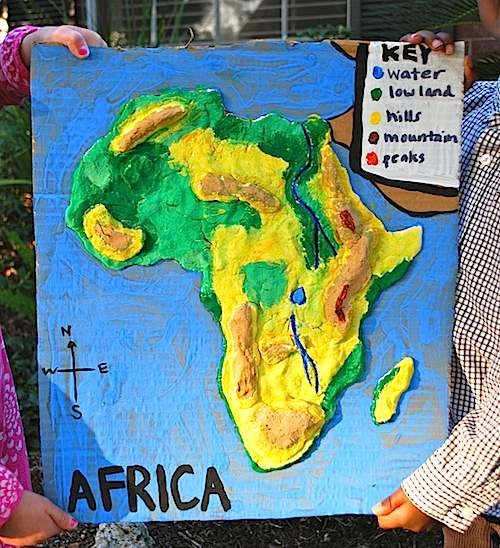 KEY
water
lowland
hills
mountain
peaks
N
W E
S
AFRICA